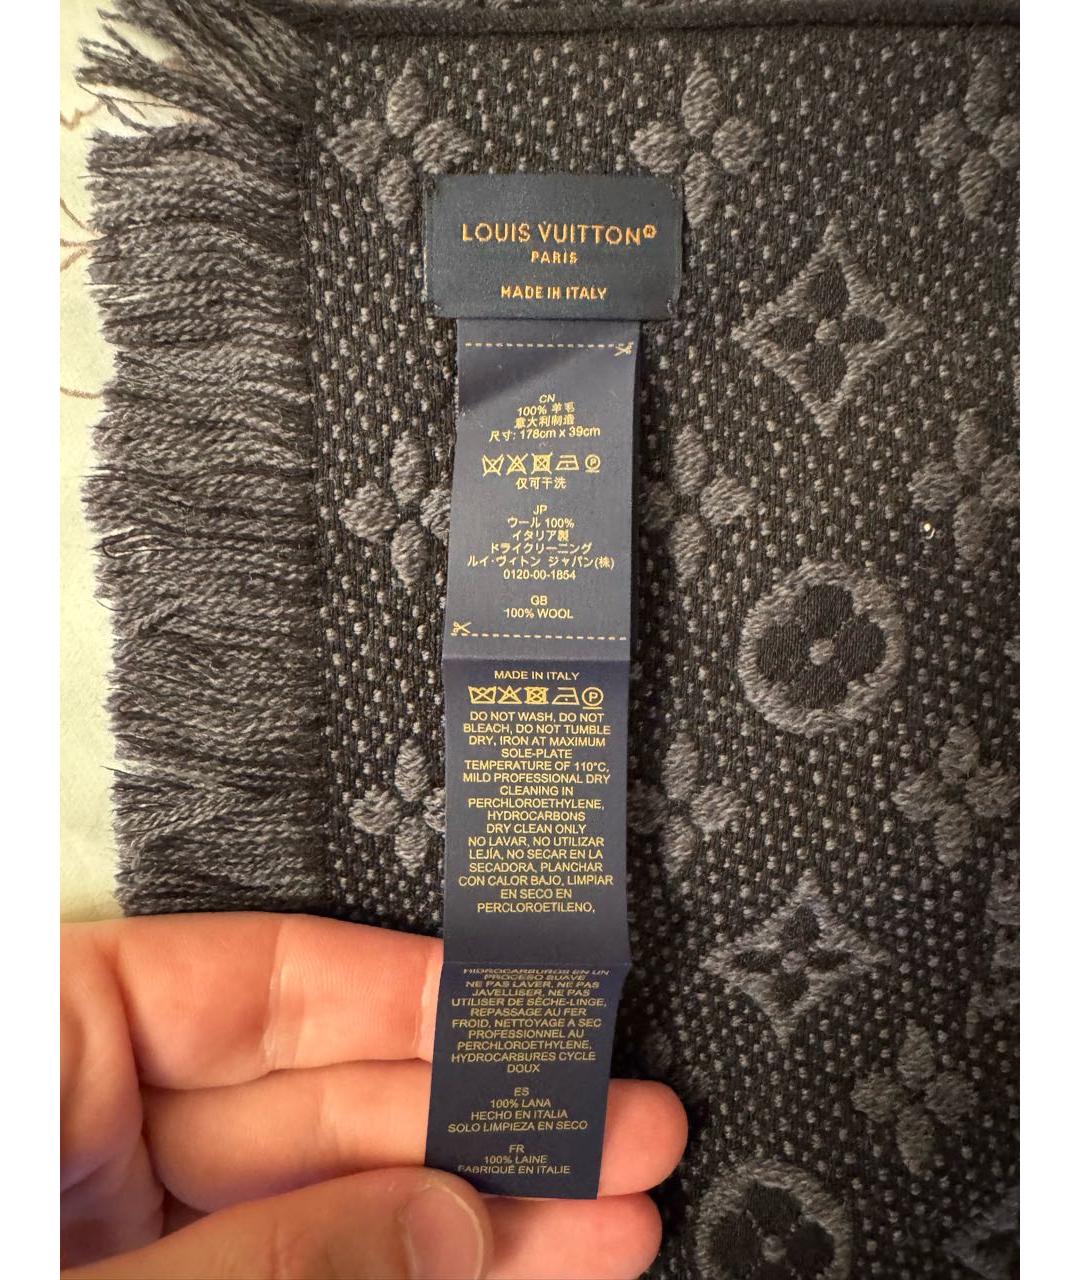 LOUIS VUITTON®
PARIS
MADE IN ITALY
CN
100% 羊毛
意大利制造
尺寸: 178cm x 39cm
仅可干洗
JP
ウール 100%
イタリア製
ドライクリーニング
ルイ·ヴィトン ジャパン(株)
0120-00-1854
GB
100% WOOL
MADE IN ITALY
DO NOT WASH, DO NOT
BLEACH, DO NOT TUMBLE
DRY, IRON AT MAXIMUM
SOLE-PLATE
TEMPERATURE OF 110°C,
MILD PROFESSIONAL DRY
CLEANING IN
PERCHLOROETHYLENE,
HYDROCARBONS
DRY CLEAN ONLY
NO LAVAR, NO UTILIZAR
LEJÍA, NO SECAR EN LA
SECADORA, PLANCHAR
CON CALOR BAJO, LIMPIAR
EN SECO EN
PERCLOROETILENO,
HIDROCARBUROS EN UN
PROCESO SUAVE
NE PAS LAVER, NE PAS
JAVELLISER, NE PAS
UTILISER DE SÈCHE-LINGE,
REPASSAGE AU FER
FROID, NETTOYAGE A SEC
PROFESSIONNEL AU
PERCHLOROETHYLENE,
HYDROCARBURES CYCLE
DOUX
ES
100% LANA
HECHO EN ITALIA
SOLO LIMPIEZA EN SECO
FR
100% LAINE
FABRIQUÉ EN ITALIE